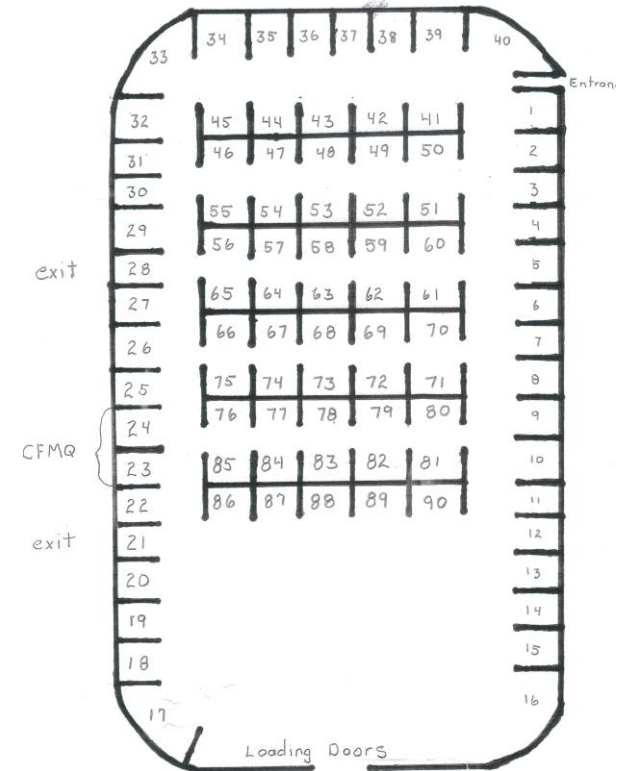 34 35 36 37 38 39 40
33
Entran
32 45 44 43 42 41 1
31 46 47 48 49 50 2
30 3
29 55 54 53 52 51 4
56 57 58 59 60
exit 28 5
27 65 64 63 62 61 6
26 66 67 68 69 70 7
25 75 74 73 72 71 8
24 76 77 78 79 80 9
CFMQ
23 85 84 83 82 81 10
22 86 87 88 89 90 11
exit 21 12
20 13
19 14
18 15
17 16
Loading Doors